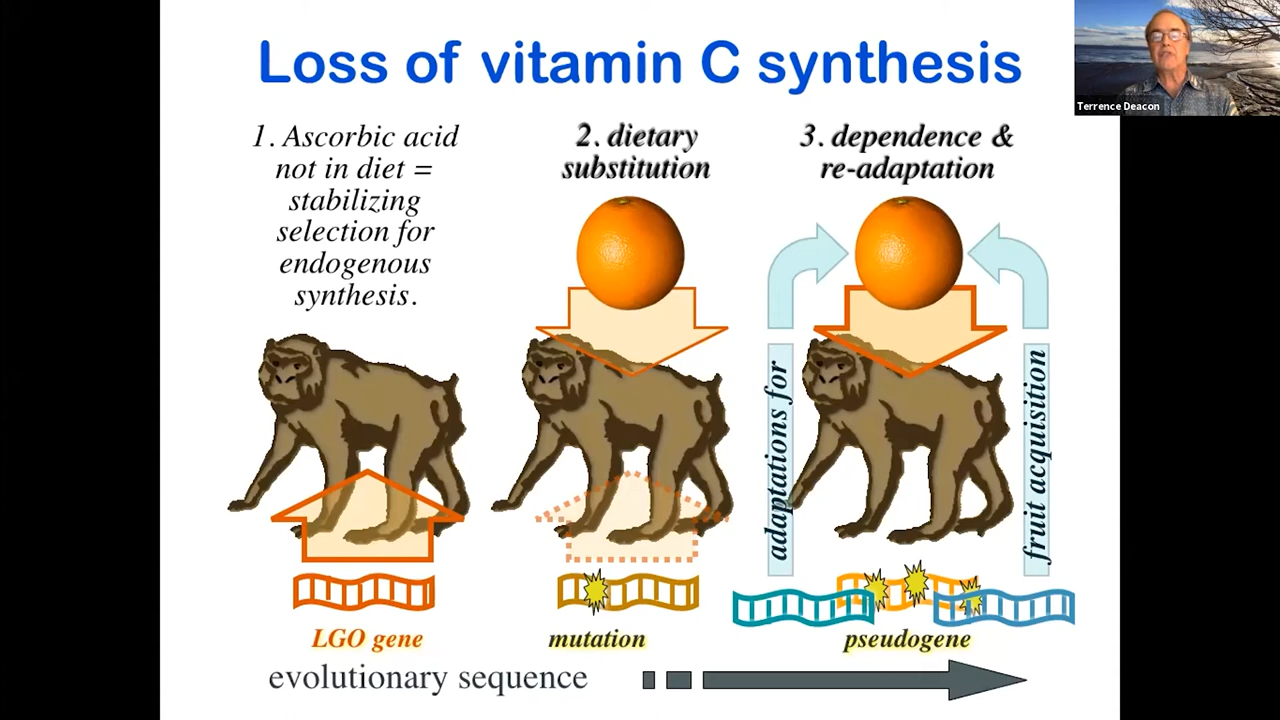 Loss of vitamin C synthesis
Terrence Deacon
1. Ascorbic acid
not in diet =
stabilizing
selection for
endogenous
synthesis.
2. dietary
substitution
3. dependence &
re-adaptation
adaptations for
fruit acquisition
LGO gene
mutation
pseudogene
evolutionary sequence